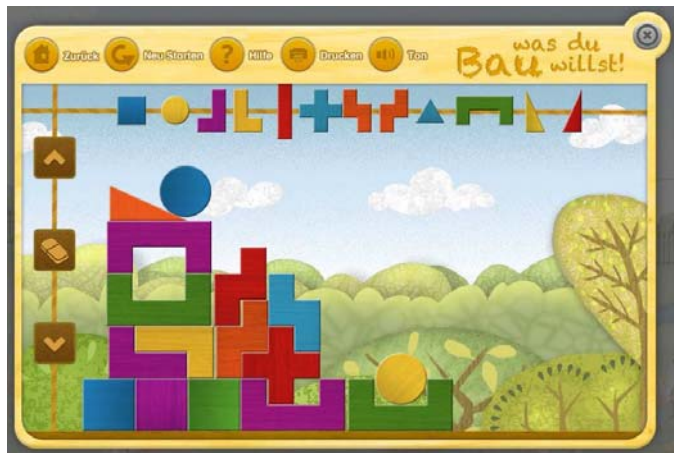 Zurück
Neu Starten
Hilfe
Drucken
Ton
was du
Bau willst!